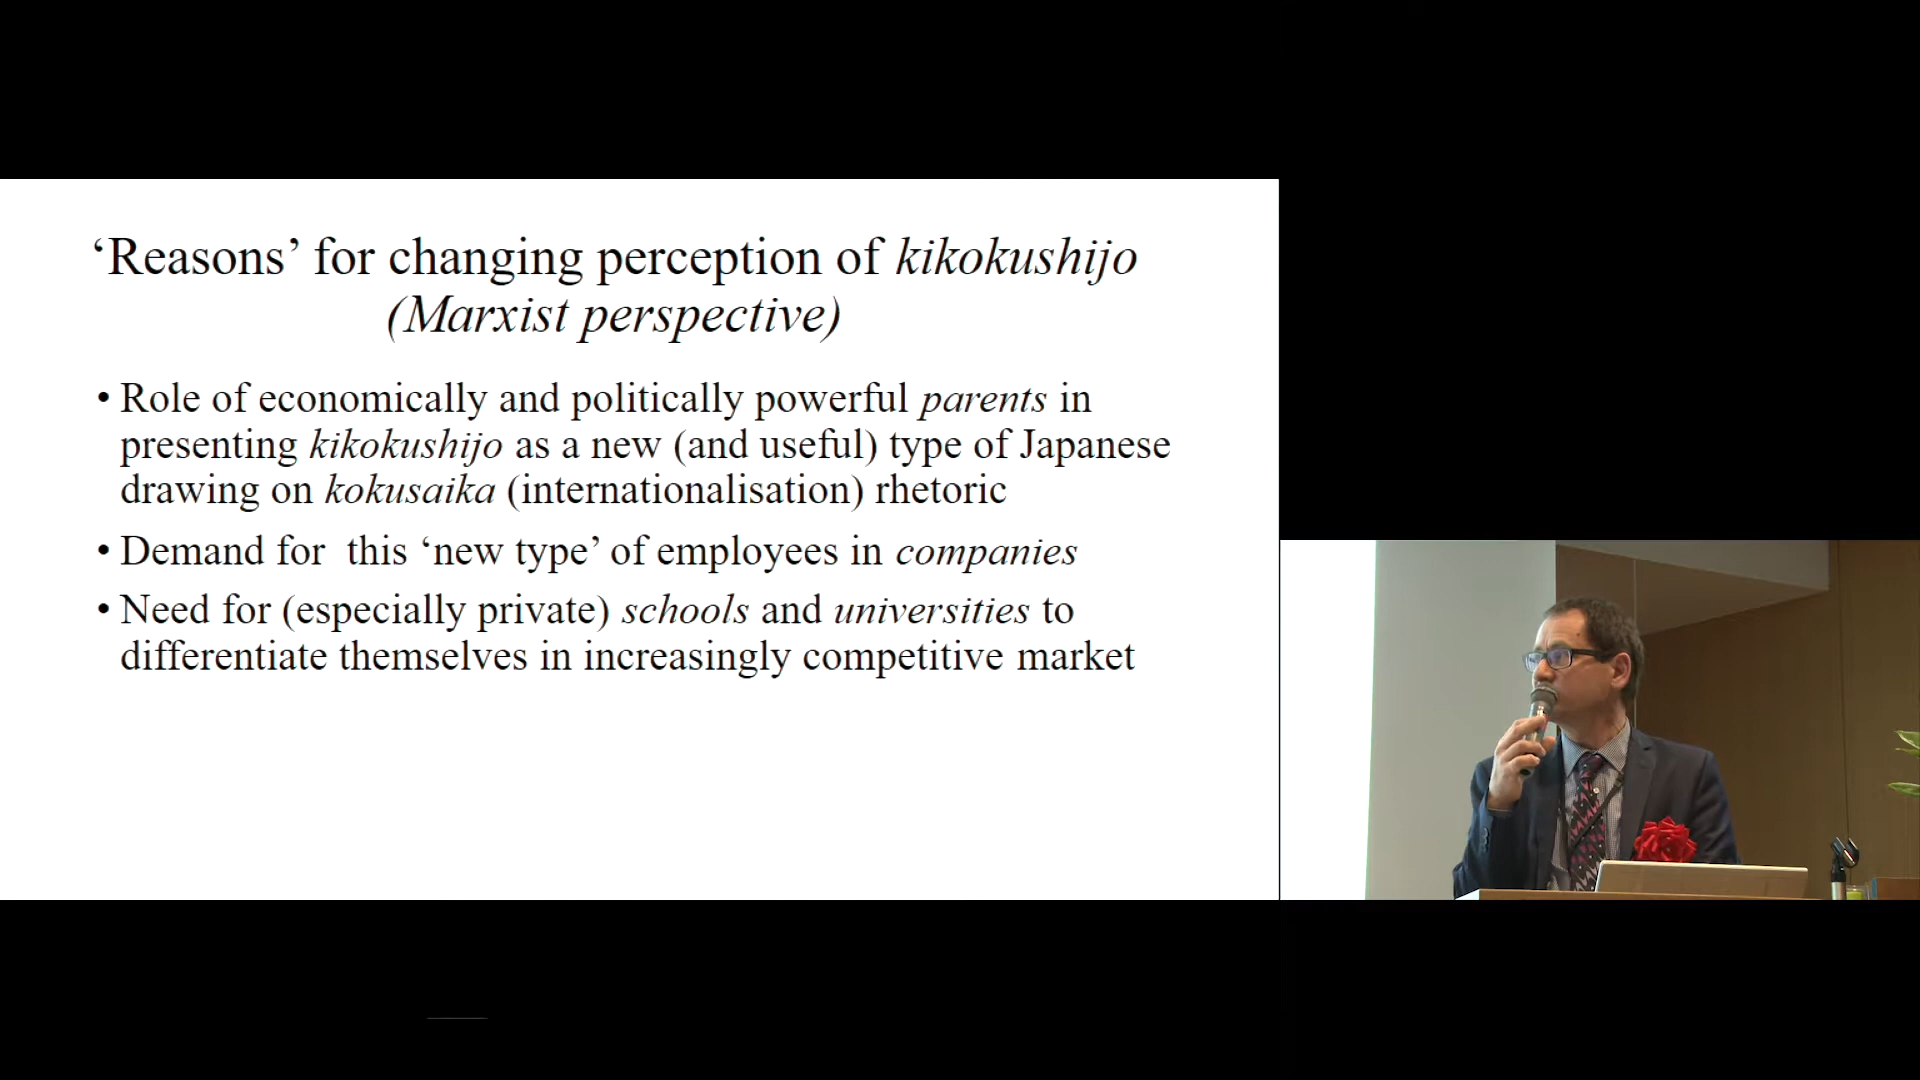 ‘Reasons’ for changing perception of kikokushijo
(Marxist perspective)
• Role of economically and politically powerful parents in
presenting kikokushijo as a new (and useful) type of Japanese
drawing on kokusaika (internationalisation) rhetoric
• Demand for  this ‘new type’ of employees in companies
• Need for (especially private) schools and universities to
differentiate themselves in increasingly competitive market